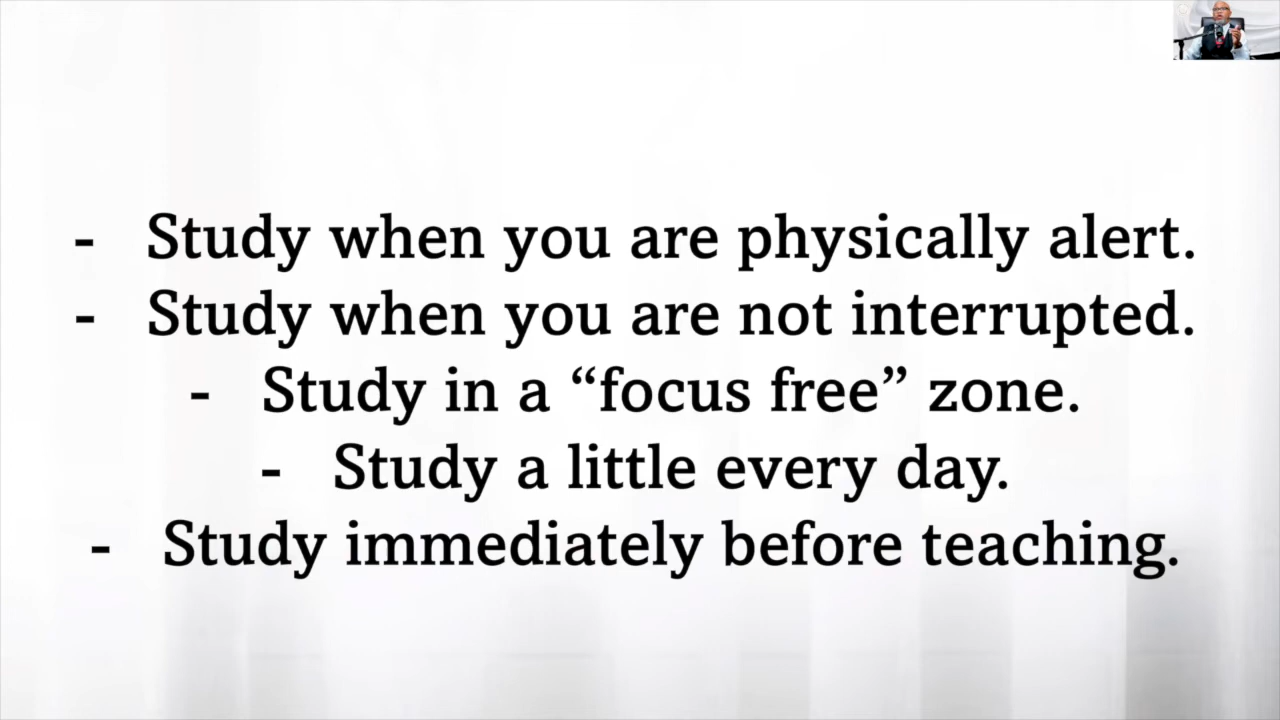 - Study when you are physically alert.
- Study when you are not interrupted.
- Study in a “focus free” zone.
- Study a little every day.
- Study immediately before teaching.